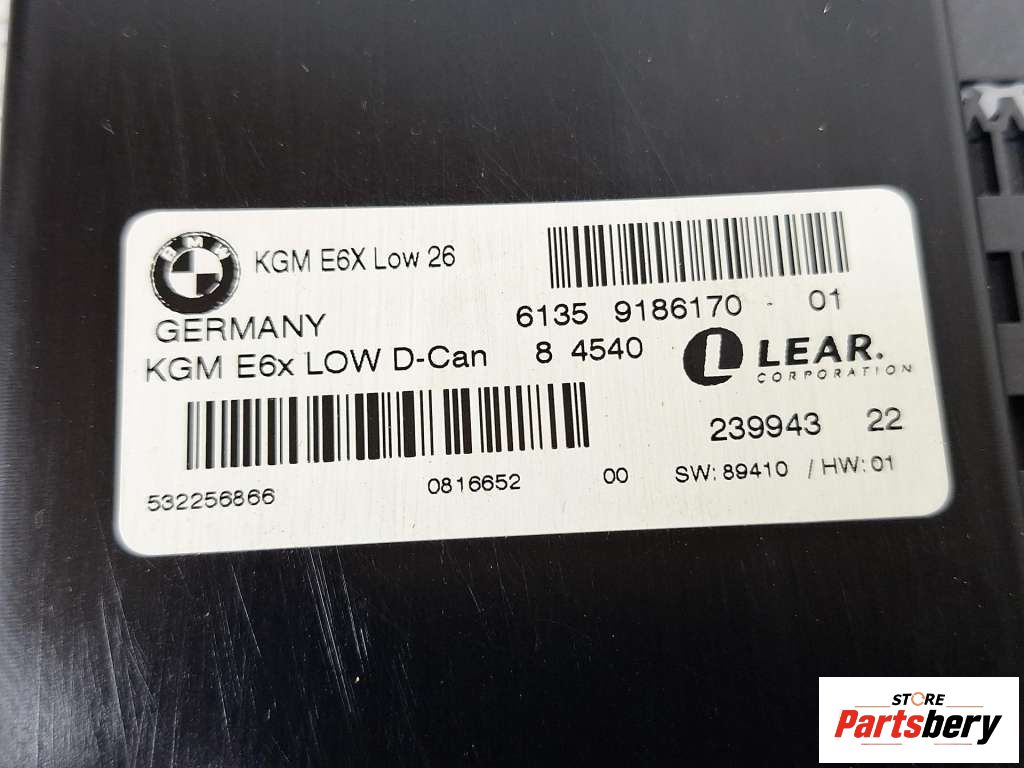 BMW
KGM E6X Low 26
GERMANY
6135 9186170 - 01
KGM E6x LOW D-Can 8 4540
L LEAR.
CORPORATION
239943 22
532256866 0816652 00 SW: 89410 / HW: 01
STORE
Partsbery